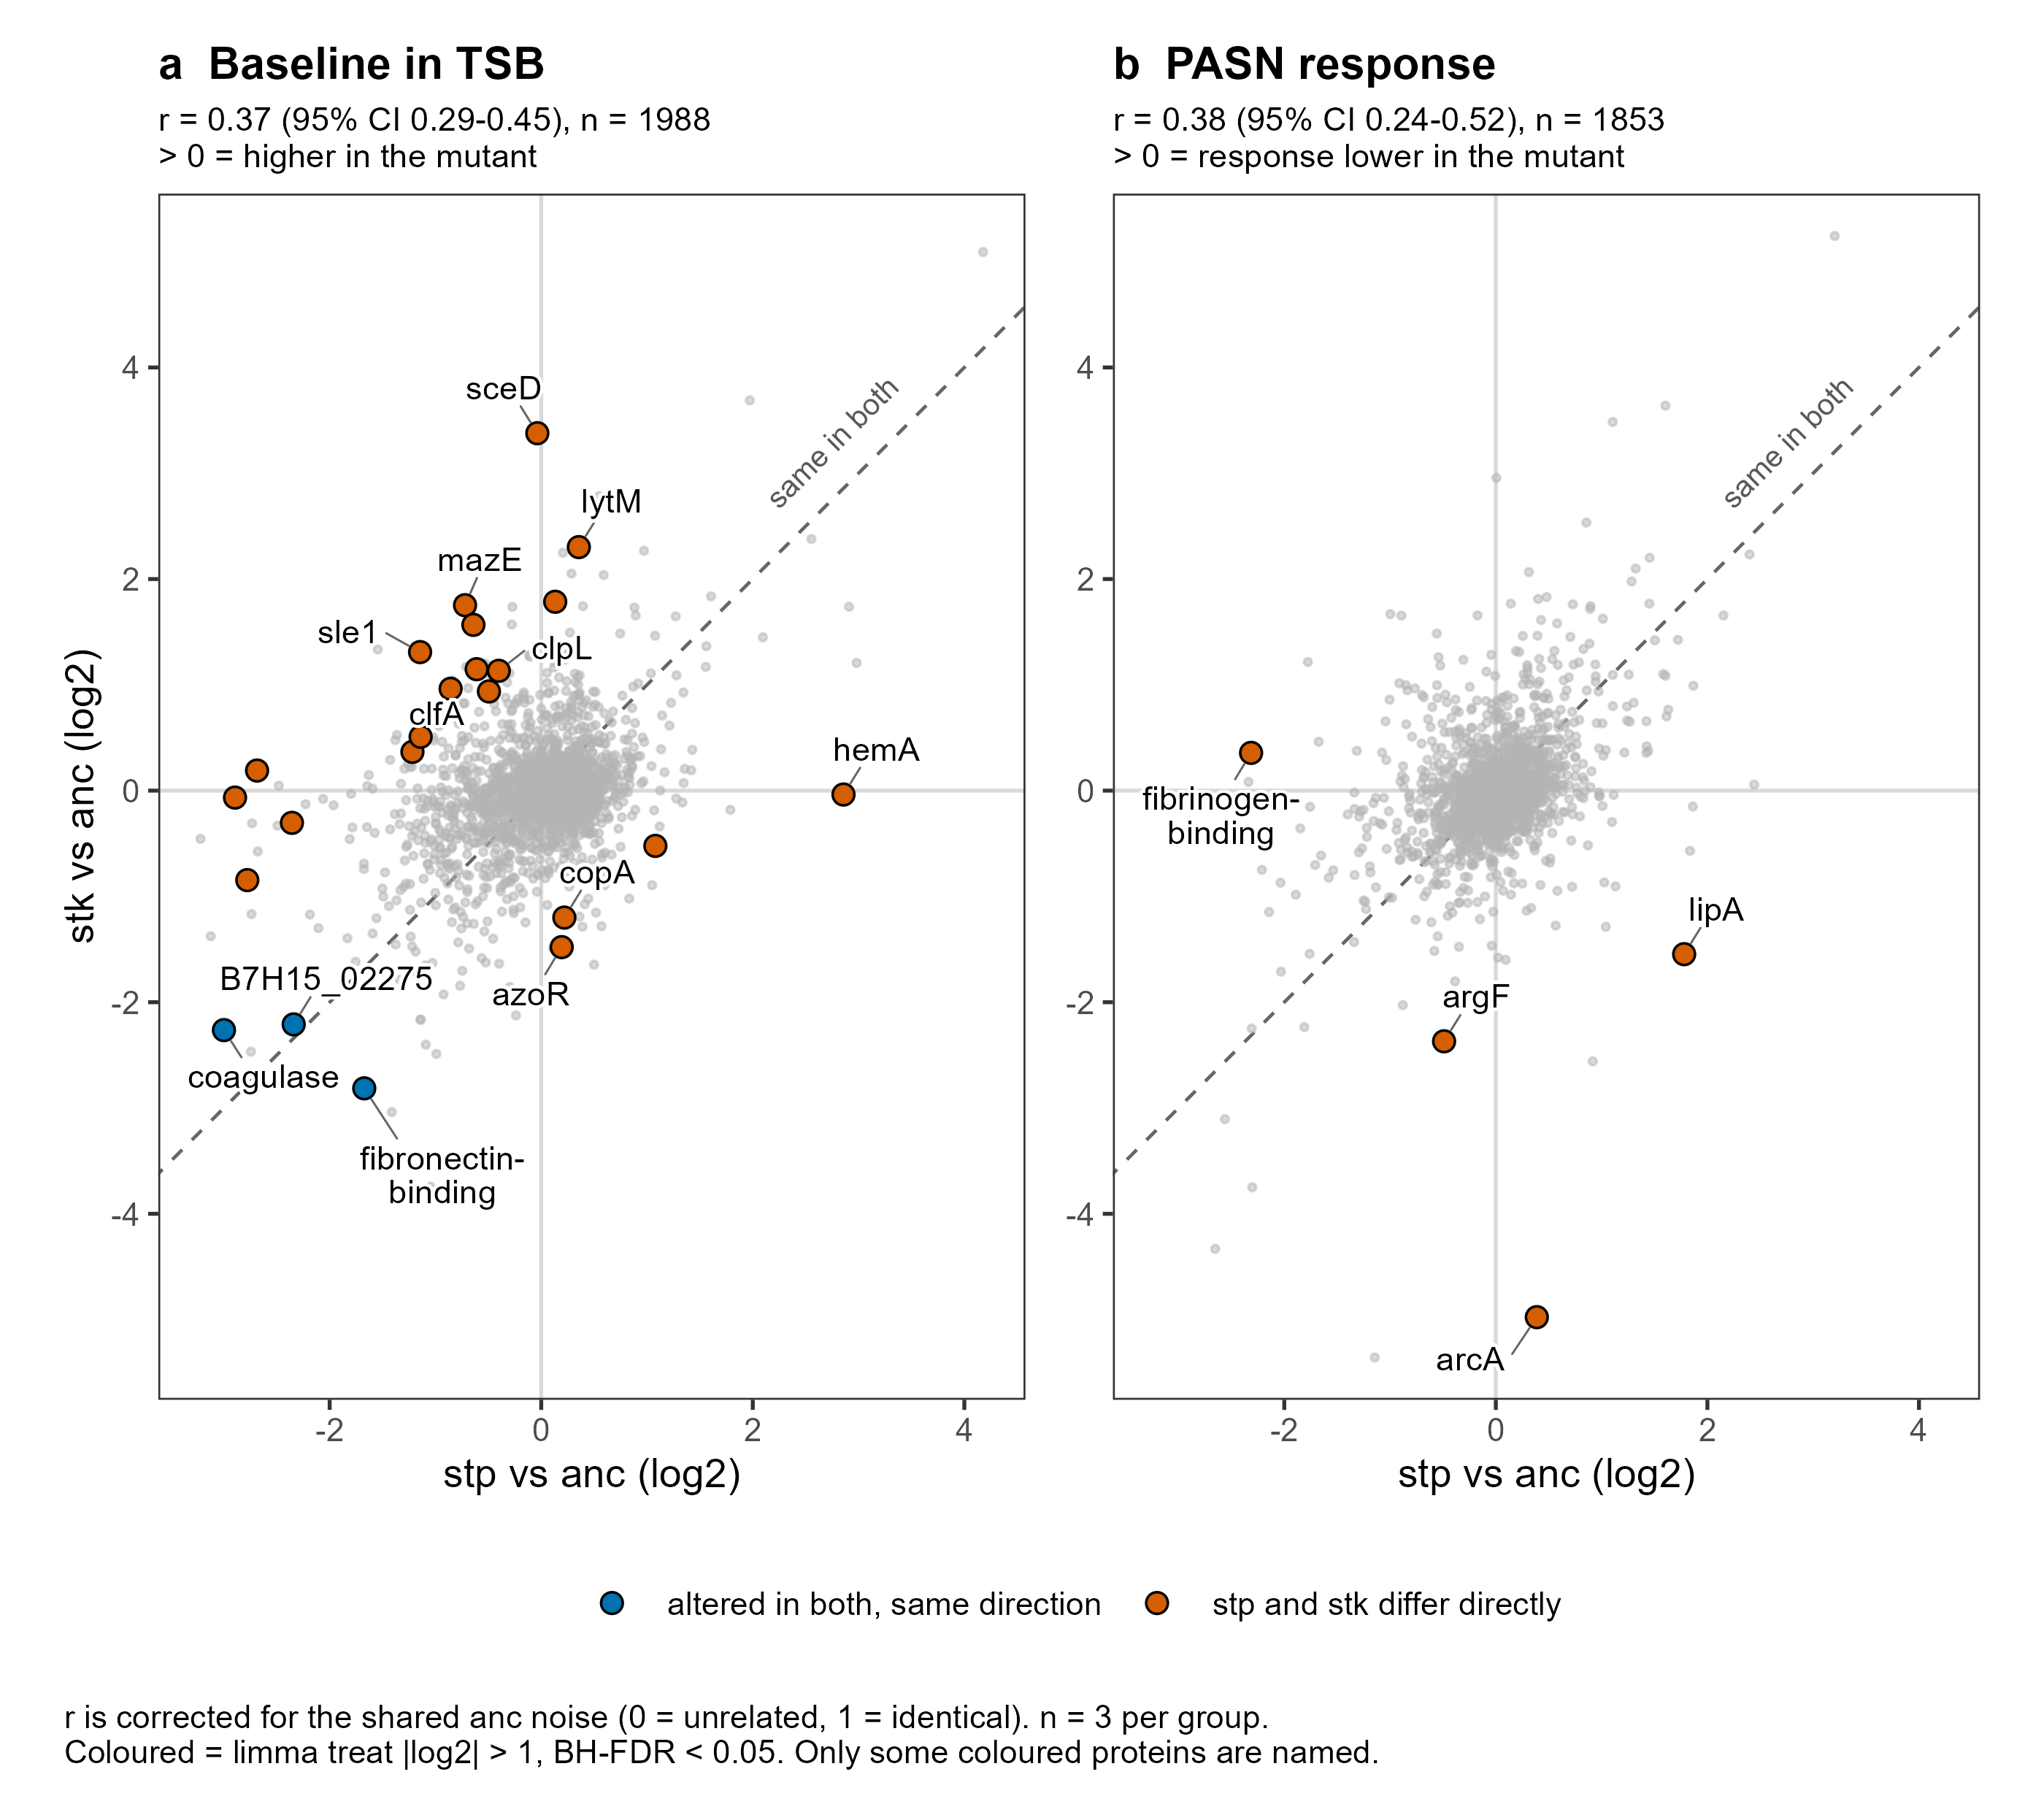 a Baseline in TSB
r = 0.37 (95% CI 0.29-0.45), n = 1988
> 0 = higher in the mutant
b PASN response
r = 0.38 (95% CI 0.24-0.52), n = 1853
> 0 = response lower in the mutant
stk vs anc (log2)
4
2
0
-2
-4
sceD
lytM
mazE
sle1
clpL
clfA
hemA
copA
azoR
B7H15_02275
coagulase
fibronectin-
binding
same in both
-2
0
2
4
stp vs anc (log2)
4
2
0
-2
-4
same in both
fibrinogen-
binding
lipA
argF
arcA
-2
0
2
4
stp vs anc (log2)
altered in both, same direction
stp and stk differ directly
r is corrected for the shared anc noise (0 = unrelated, 1 = identical). n = 3 per group.
Coloured = limma treat |log2| > 1, BH-FDR < 0.05. Only some coloured proteins are named.